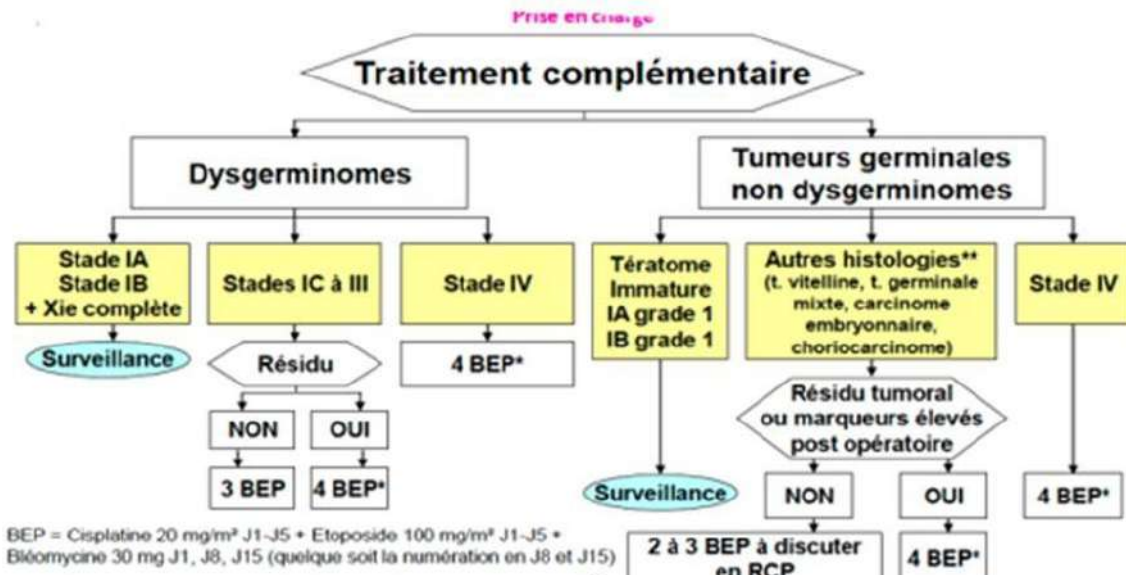 Prise en charge
Traitement complémentaire
Dysgerminomes
Tumeurs germinales
non dysgerminomes
Stade IA
Stade IB
+ Xie complète
Stades IC à III
Stade IV
Tératome
Immature
IA grade 1
IB grade 1
Autres histologies**
(t. vitelline, t. germinale
mixte, carcinome
embryonnaire,
choriocarcinome)
Stade IV
Surveillance
Résidu
4 BEP*
NON
OUI
3 BEP
4 BEP*
Résidu tumoral
ou marqueurs élevés
post opératoire
Surveillance
NON
OUI
4 BEP*
2 à 3 BEP à discuter
en RCP
4 BEP*
BEP = Cisplatine 20 mg/m² J1-J5 + Etoposide 100 mg/m² J1-J5 +
Bléomycine 30 mg J1, J8, J15 (quelque soit la numération en J8 et J15)